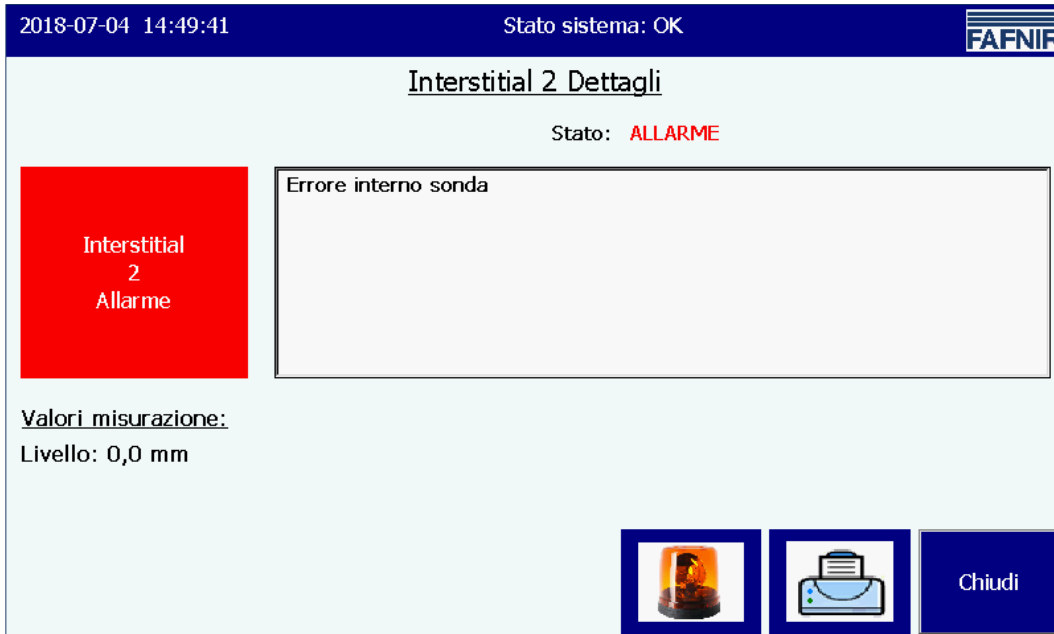 2018-07-04 14:49:41 Stato sistema: OK FAFNIR
Interstitial 2 Dettagli
Stato: ALLARME
Errore interno sonda
Interstitial
2
Allarme
Valori misurazione:
Livello: 0,0 mm
Chiudi